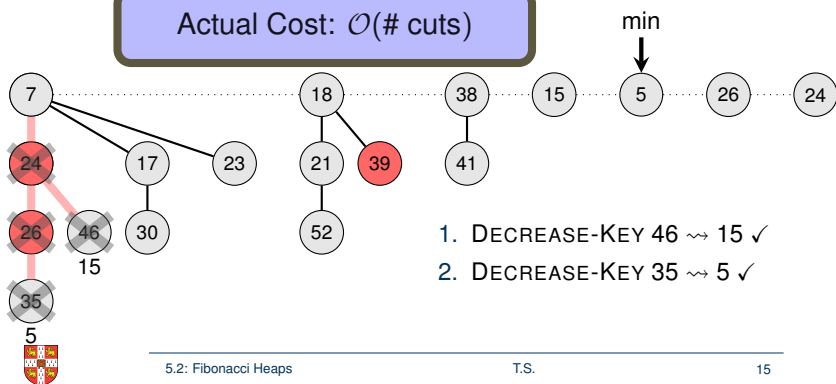 Actual Cost: O(# cuts)
min
7 18 38 15 5 26 24
24 17 23 21 39 41
26 46 30 52
15
35
5
1. DECREASE-KEY 46 ⇝ 15 ✓
2. DECREASE-KEY 35 ⇝ 5 ✓
5.2: Fibonacci Heaps T.S. 15